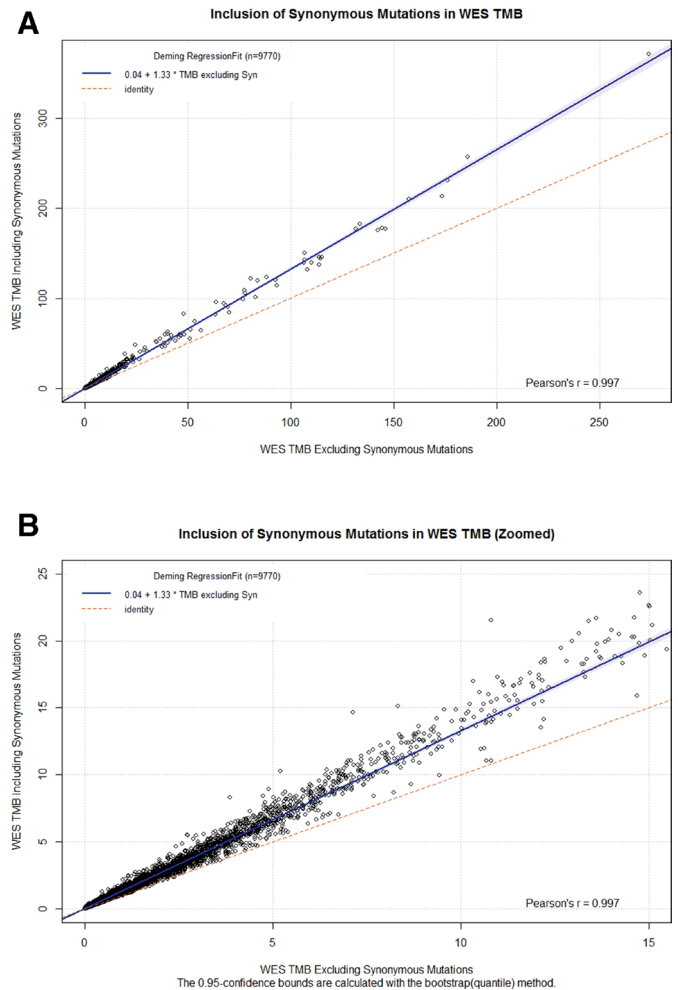 A
Inclusion of Synonymous Mutations in WES TMB
Deming RegressionFit (n=9770)
0.04 + 1.33 * TMB excluding Syn
identity
WES TMB Including Synonymous Mutations
300
200
100
0
Pearson's r = 0.997
0 50 100 150 200 250
WES TMB Excluding Synonymous Mutations
B
Inclusion of Synonymous Mutations in WES TMB (Zoomed)
Deming RegressionFit (n=9770)
0.04 + 1.33 * TMB excluding Syn
identity
WES TMB Including Synonymous Mutations
25
20
15
10
5
0
Pearson's r = 0.997
0 5 10 15
WES TMB Excluding Synonymous Mutations
The 0.95-confidence bounds are calculated with the bootstrap(quantile) method.